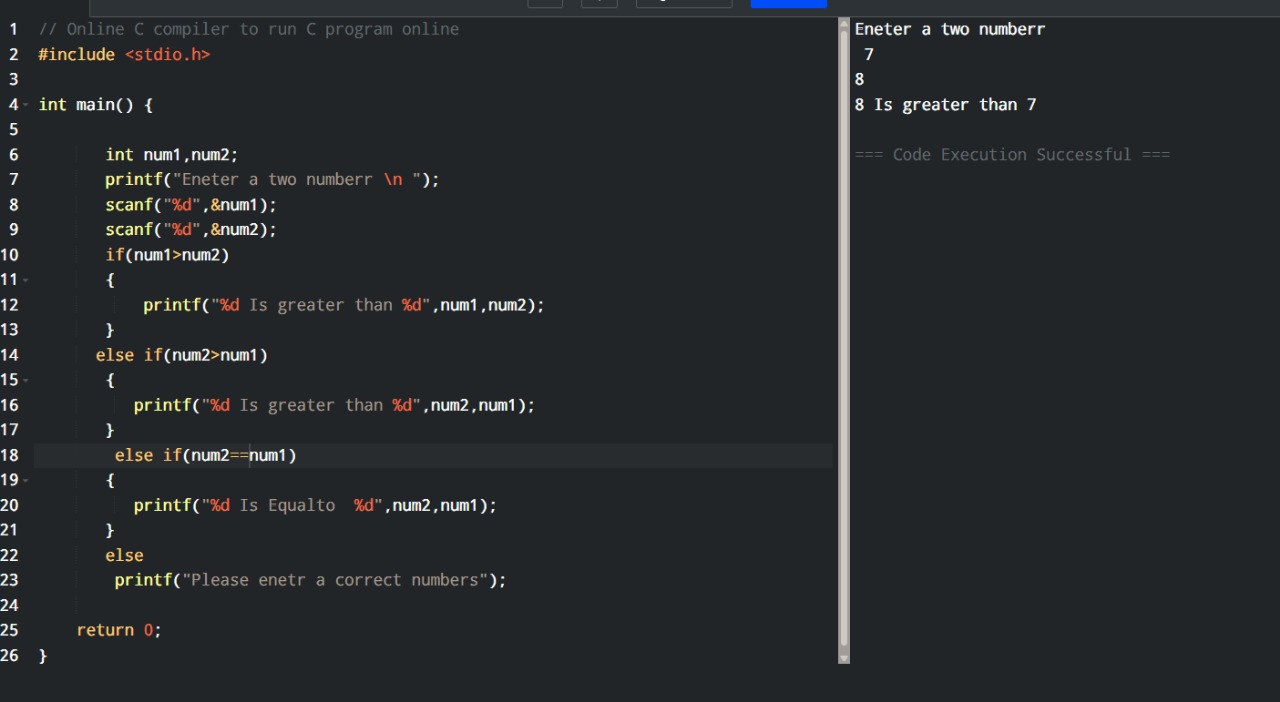 1 // Online C compiler to run C program online
2 #include <stdio.h>
3
4 int main() {
5
6 int num1,num2;
7 printf("Eneter a two numberr \n ");
8 scanf("%d",&num1);
9 scanf("%d",&num2);
10 if(num1>num2)
11 {
12 printf("%d Is greater than %d",num1,num2);
13 }
14 else if(num2>num1)
15 {
16 printf("%d Is greater than %d",num2,num1);
17 }
18 else if(num2==num1)
19 {
20 printf("%d Is Equalto  %d",num2,num1);
21 }
22 else
23 printf("Please enetr a correct numbers");
24
25 return 0;
26 }
Eneter a two numberr
7
8
8 Is greater than 7
=== Code Execution Successful ===